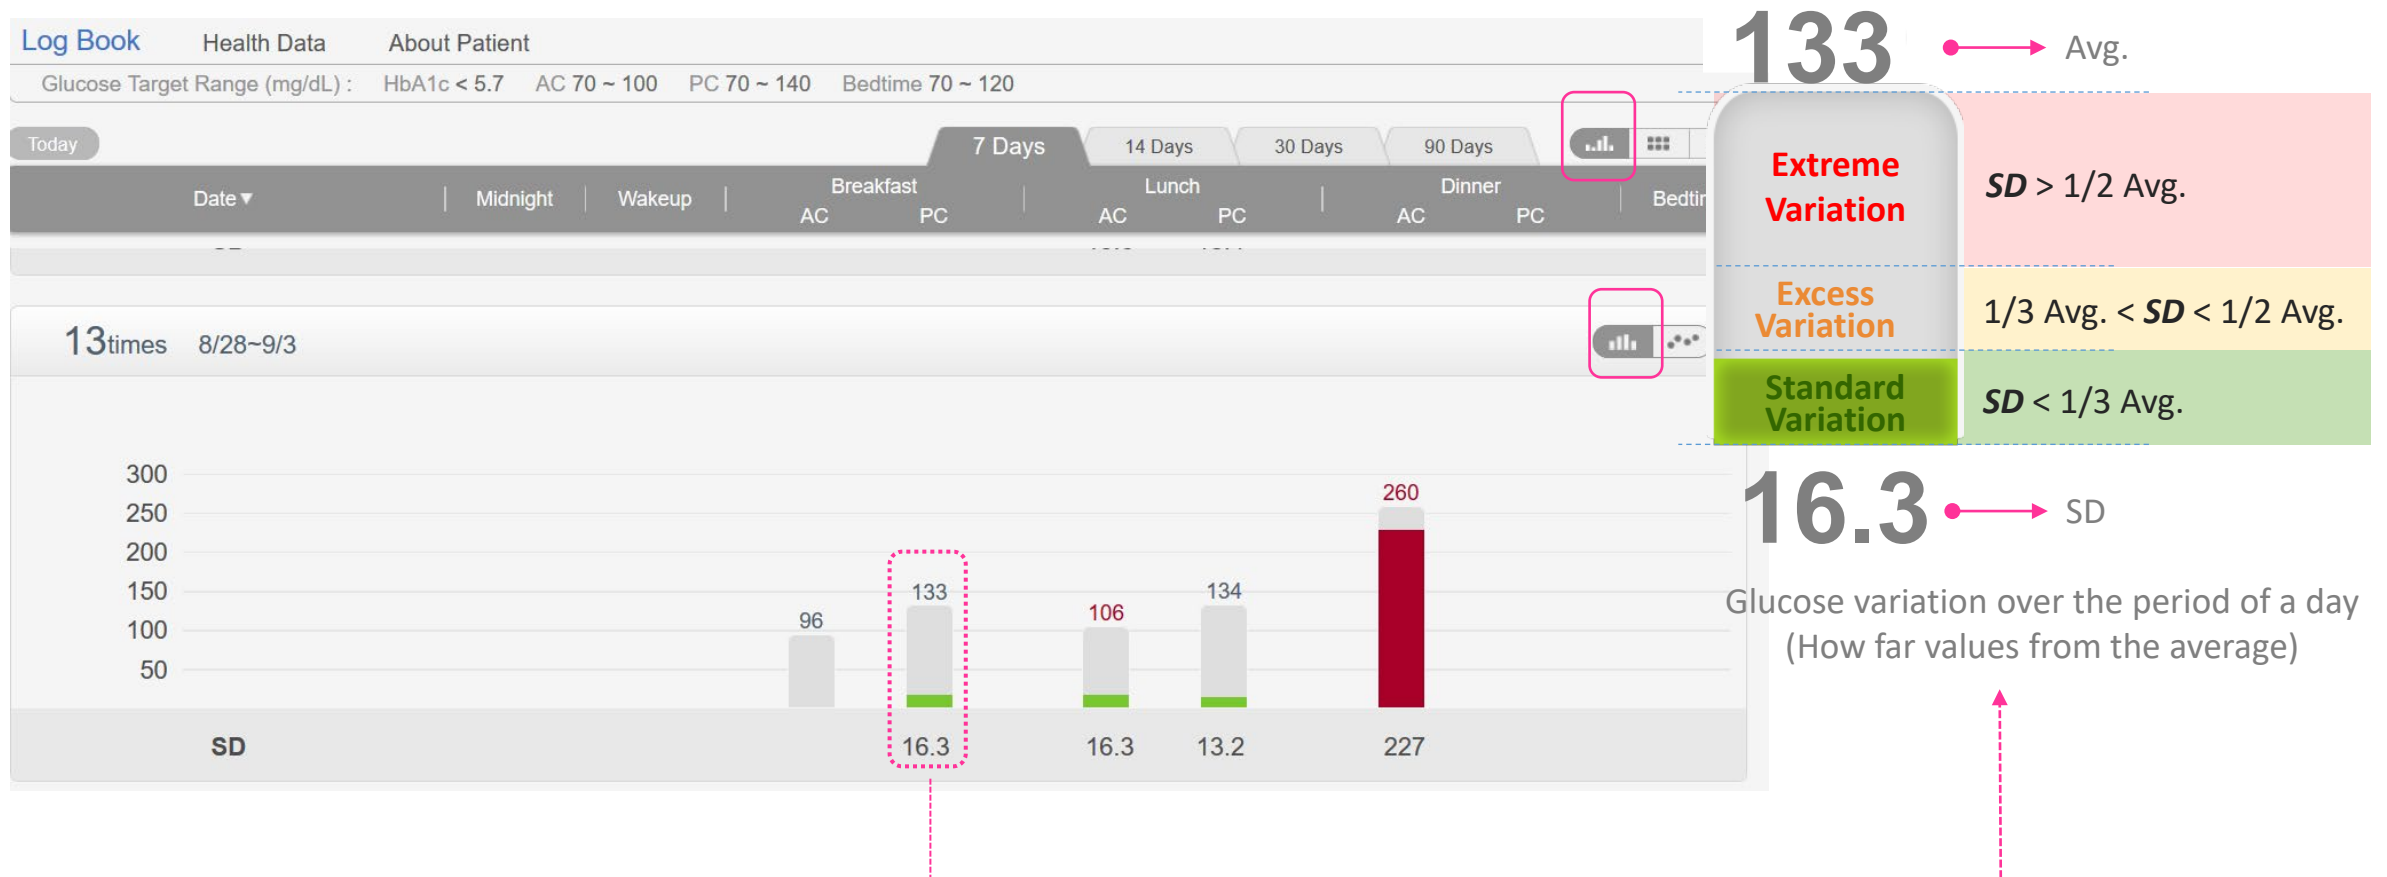 Log Book Health Data About Patient
Glucose Target Range (mg/dL) : HbA1c < 5.7 AC 70 ~ 100 PC 70 ~ 140 Bedtime 70 ~ 120
Today
7 Days 14 Days 30 Days 90 Days
Date▼ Midnight Wakeup Breakfast Lunch Dinner
AC PC AC PC AC PC
13times 8/28~9/3
300
250
200
150
100
50
96
133
106
134
260
SD 16.3 16.3 13.2 227
133 Avg.
Extreme
Variation
SD > 1/2 Avg.
Excess
Variation
1/3 Avg. < SD < 1/2 Avg.
Standard
Variation
SD < 1/3 Avg.
16.3 SD
Glucose variation over the period of a day
(How far values from the average)